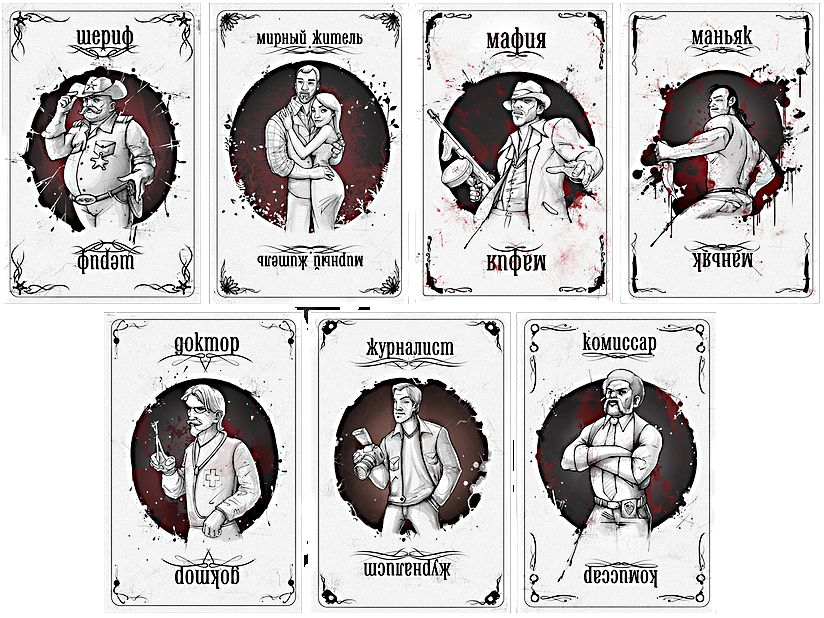 шериф
мирный житель
мафия
маньяк
шериф
мирный житель
мафия
маньяк
доктор
журналист
комиссар
доктор
журналист
комиссар